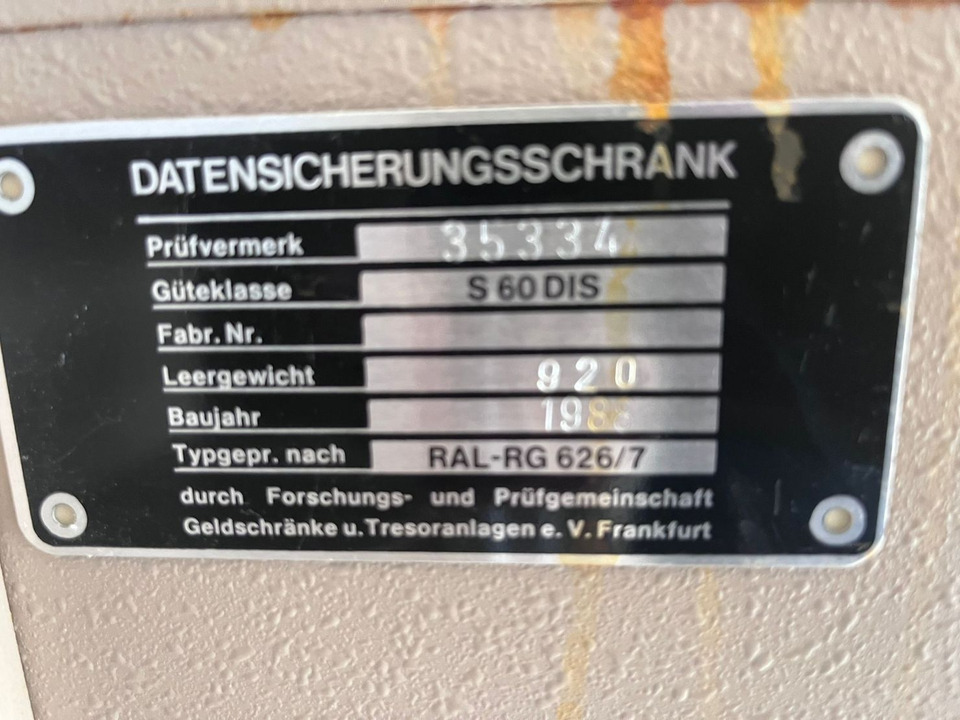 DATENSICHERUNGSSCHRANK
Prüfvermerk 35334
Güteklasse S 60 DIS
Fabr. Nr.
Leergewicht 920
Baujahr
Typgepr. nach RAL-RG 626/7
durch Forschungs- und Prüfgemeinschaft
Geldschränke u. Tresoranlagen e. V. Frankfurt